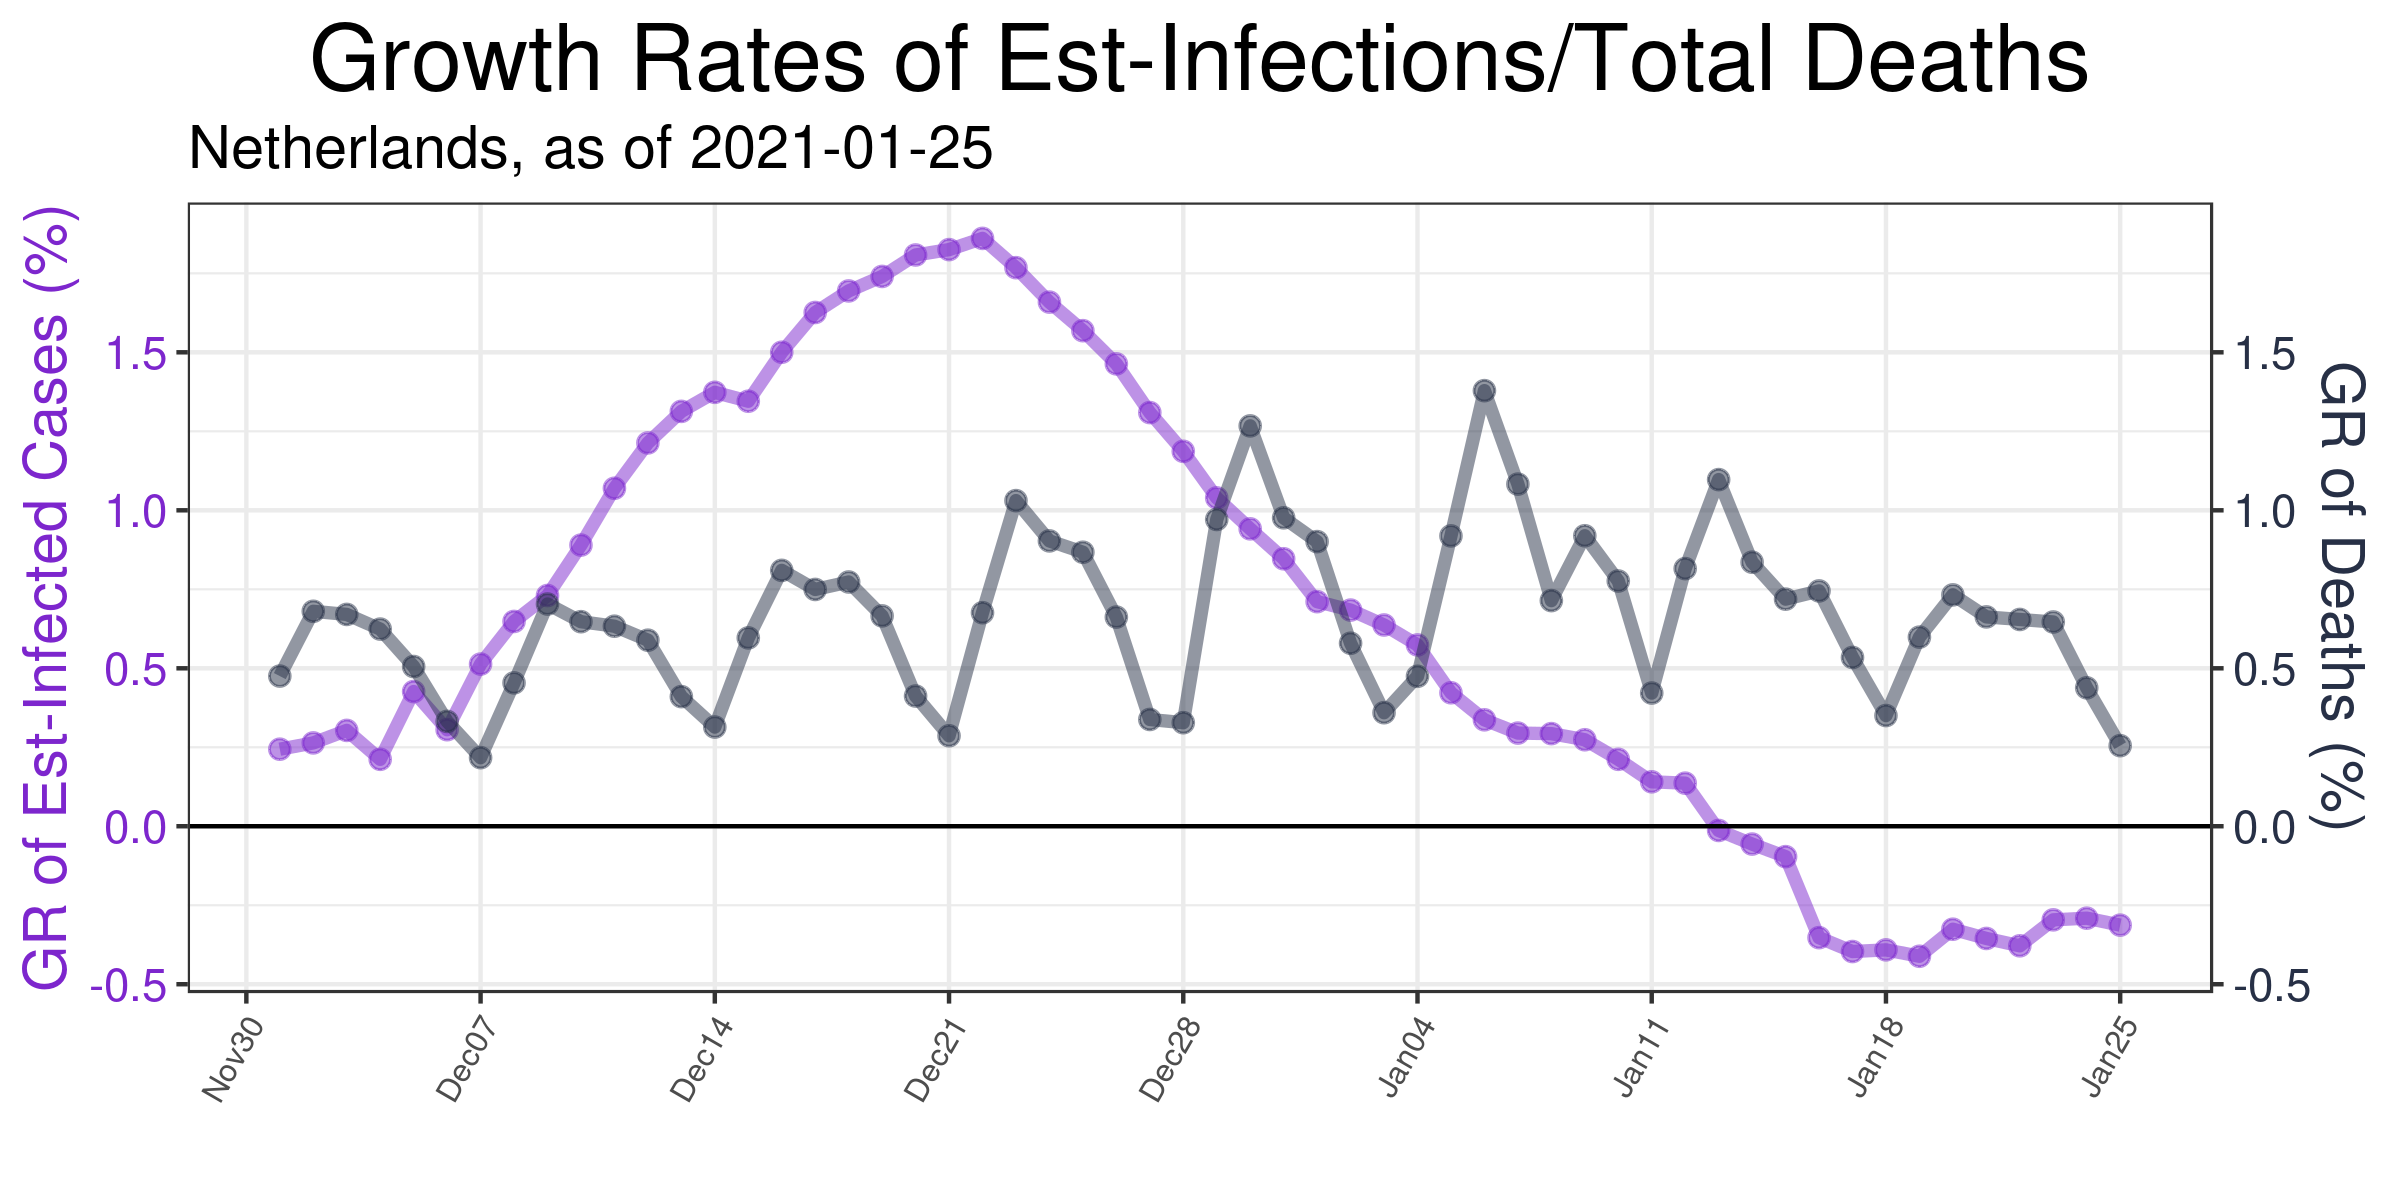 Growth Rates of Est-Infections/Total Deaths
Netherlands, as of 2021-01-25
GR of Est-Infected Cases (%)
1.5
1.0
0.5
0.0
-0.5
1.5
1.0
0.5
0.0
-0.5
GR of Deaths (%)
Nov30
Dec07
Dec14
Dec21
Dec28
Jan04
Jan11
Jan18
Jan25